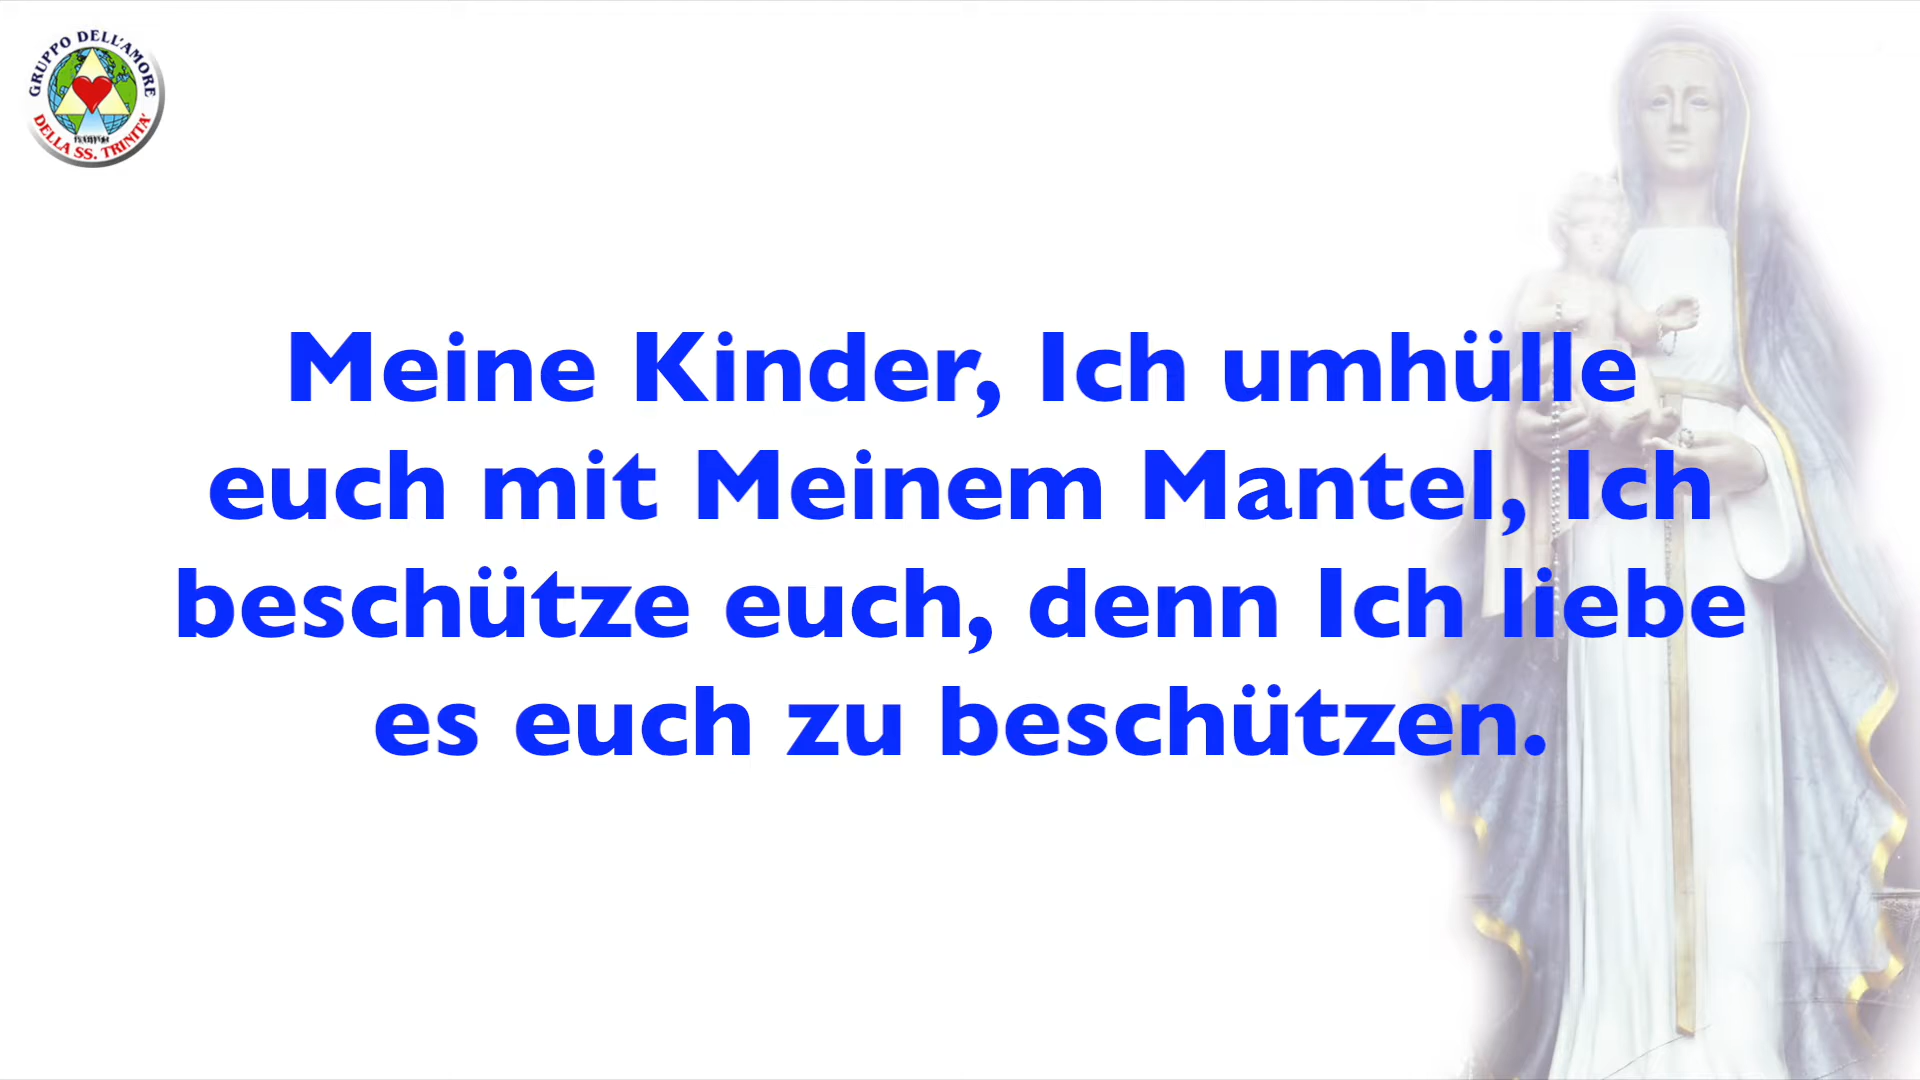 GRUPPO DELL'AMORE
DELLA SS. TRINITA'
Meine Kinder, Ich umhülle
euch mit Meinem Mantel, Ich
beschütze euch, denn Ich liebe
es euch zu beschützen.